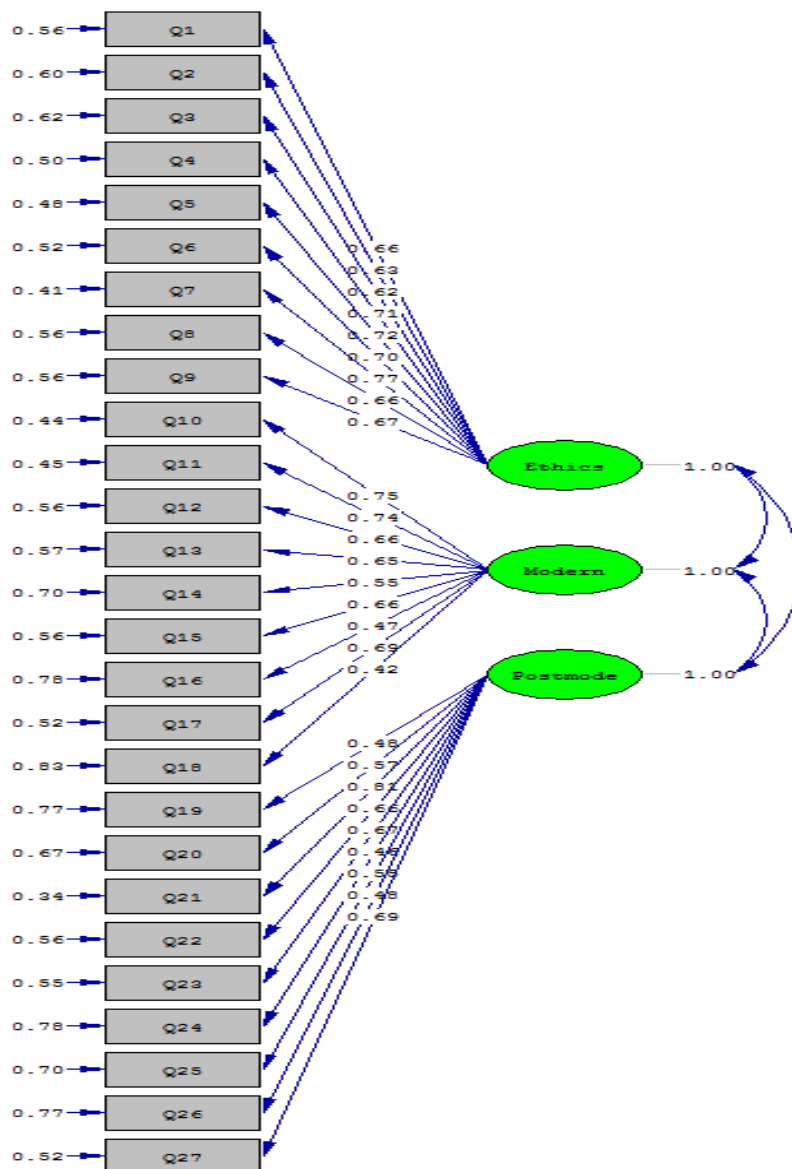 0.56 Q1
0.60 Q2
0.62 Q3
0.50 Q4
0.48 Q5
0.52 Q6
0.41 Q7
0.56 Q8
0.56 Q9
0.44 Q10
0.45 Q11
0.56 Q12
0.57 Q13
0.70 Q14
0.56 Q15
0.78 Q16
0.52 Q17
0.83 Q18
0.77 Q19
0.67 Q20
0.34 Q21
0.56 Q22
0.55 Q23
0.78 Q24
0.70 Q25
0.77 Q26
0.52 Q27
0.66
0.63
0.62
0.71
0.72
0.70
0.77
0.66
0.67
0.75
0.74
0.66
0.65
0.55
0.66
0.47
0.69
0.42
0.48
0.57
0.81
0.66
0.67
0.46
0.48
0.69
Ethics 1.00
Modern 1.00
Postmode 1.00